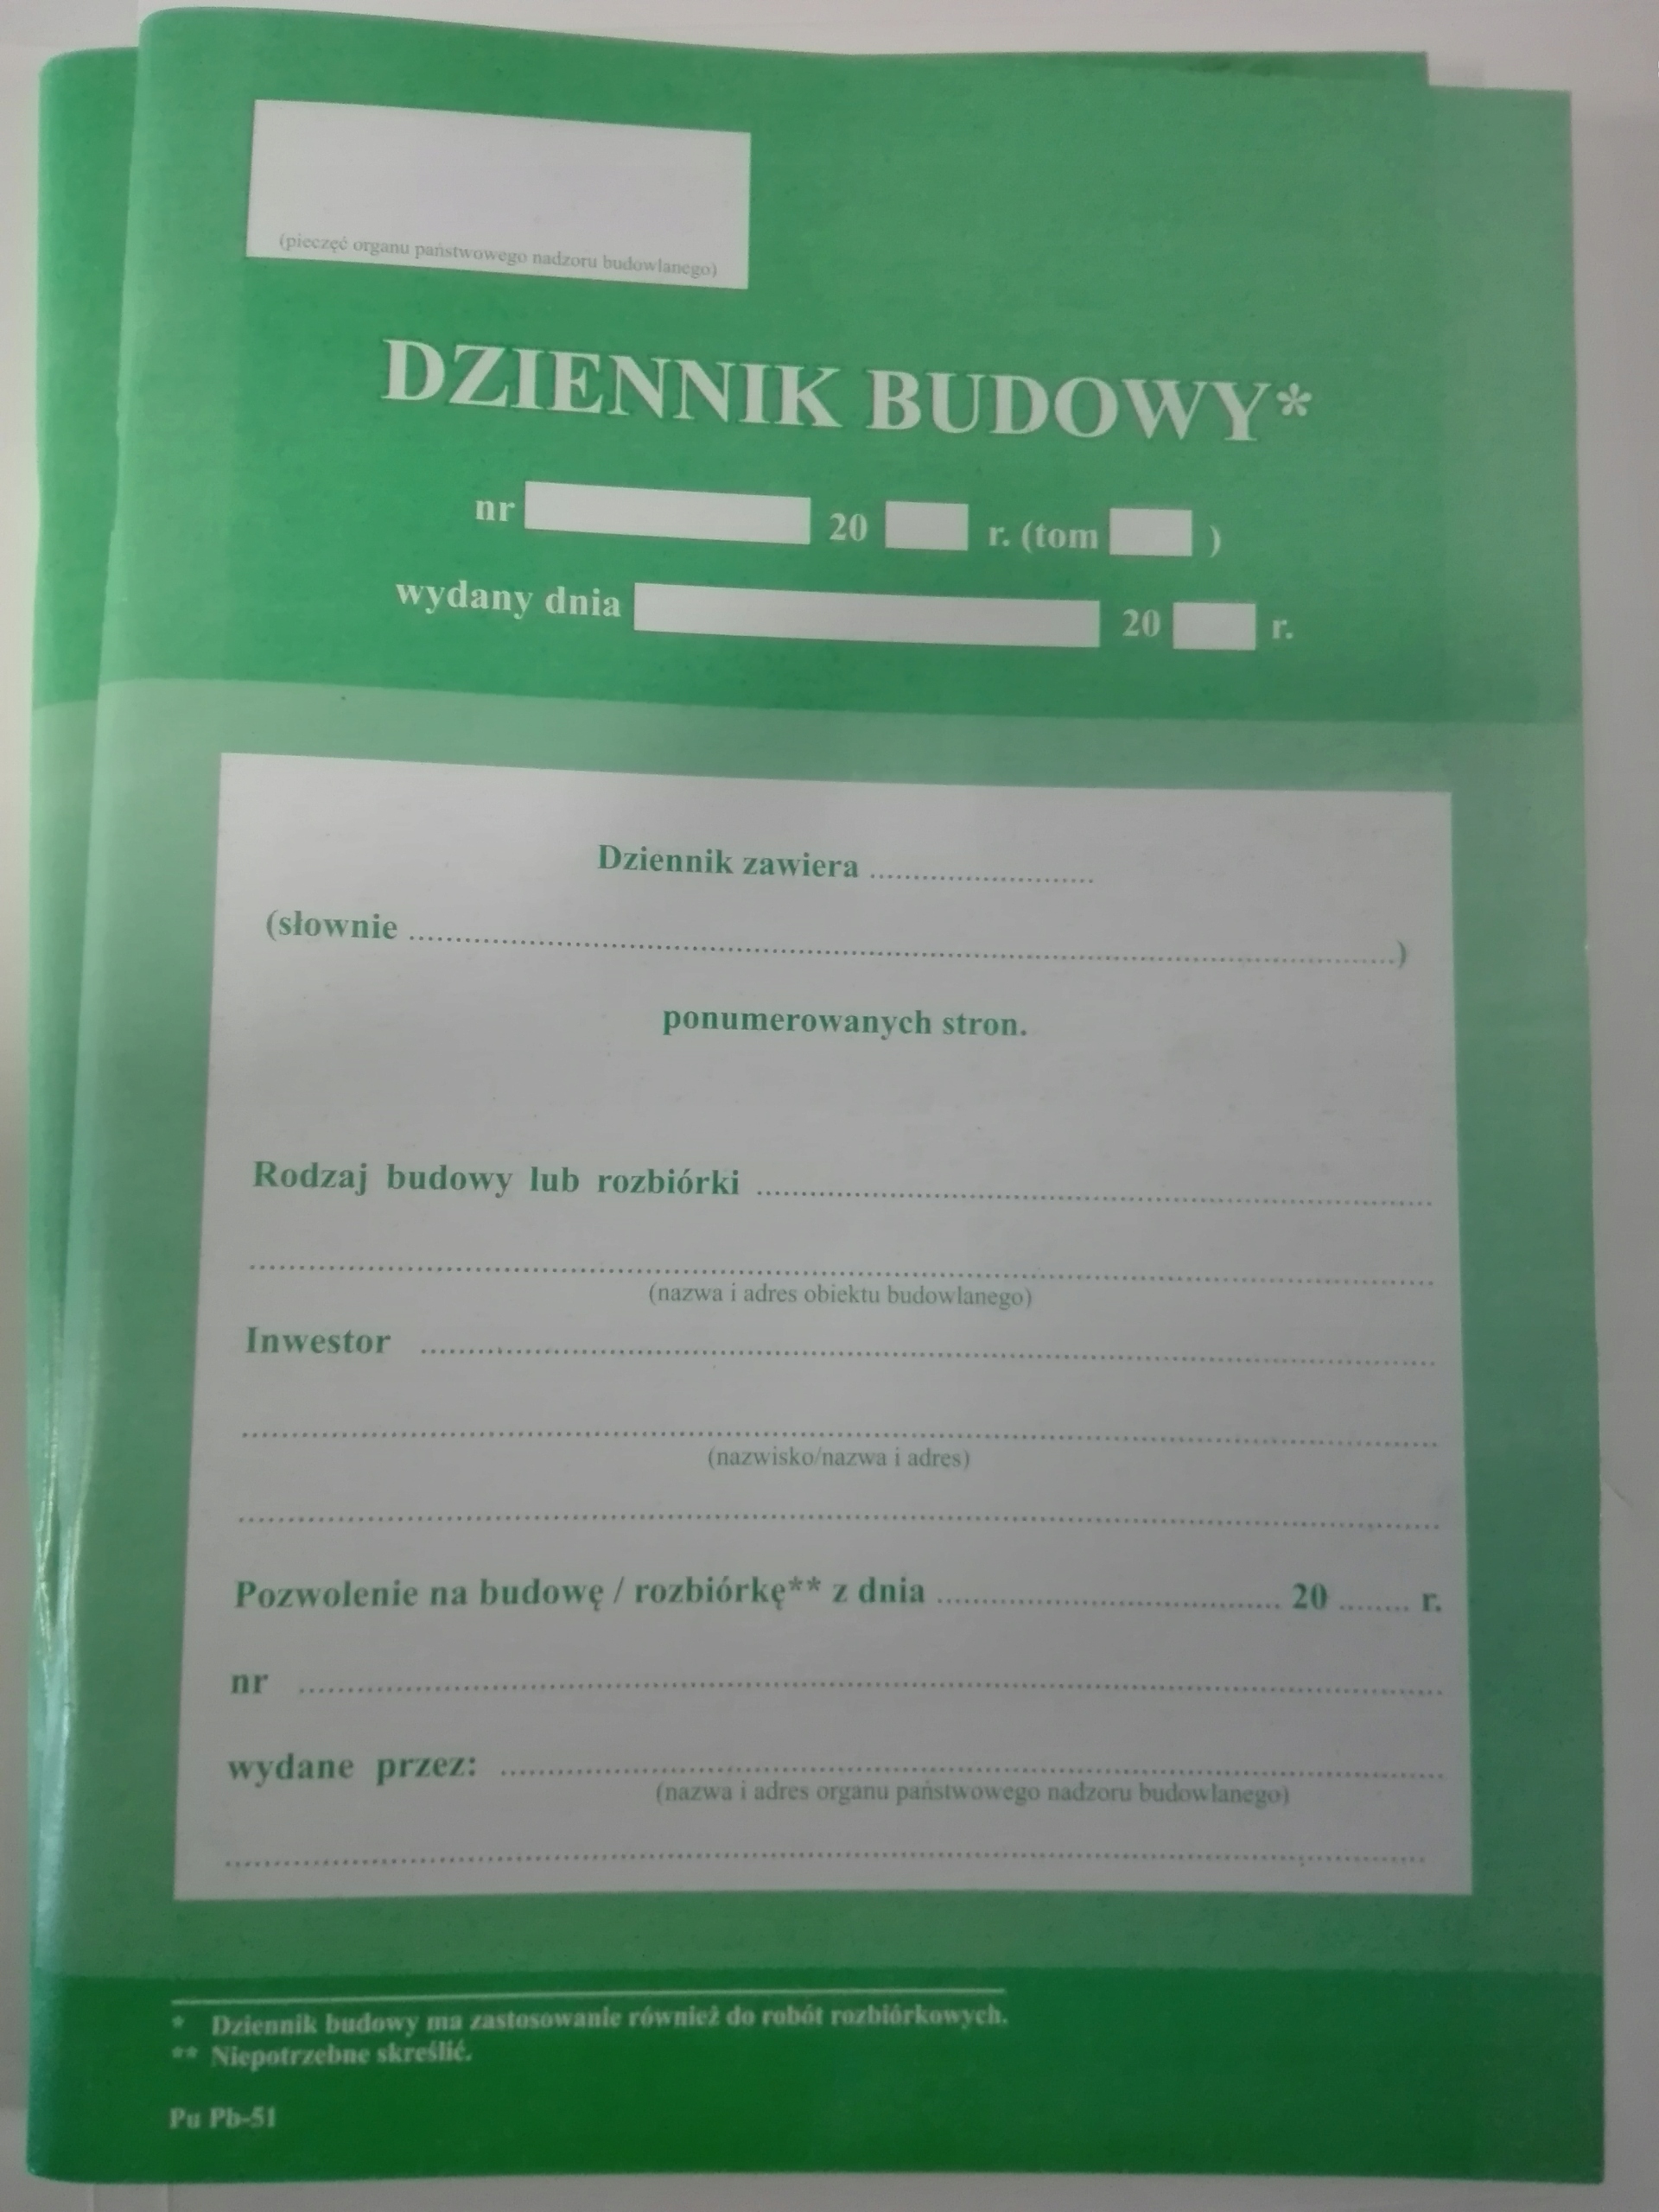 (pieczęć organu państwowego nadzoru budowlanego)
DZIENNIK BUDOWY*
nr 20 r. (tom )
wydany dnia 20 r.
Dziennik zawiera ........................
(słownie ........................)
ponumerowanych stron.
Rodzaj budowy lub rozbiórki ........................
(nazwa i adres obiektu budowlanego)
Inwestor ........................
(nazwisko/nazwa i adres)
Pozwolenie na budowę / rozbiórkę** z dnia ........................ 20 ........ r.
nr ........................
wydane przez: ........................
(nazwa i adres organu państwowego nadzoru budowlanego)
* Dziennik budowy ma zastosowanie również do robót rozbiórkowych.
** Niepotrzebne skreślić.
Pu Pb-51